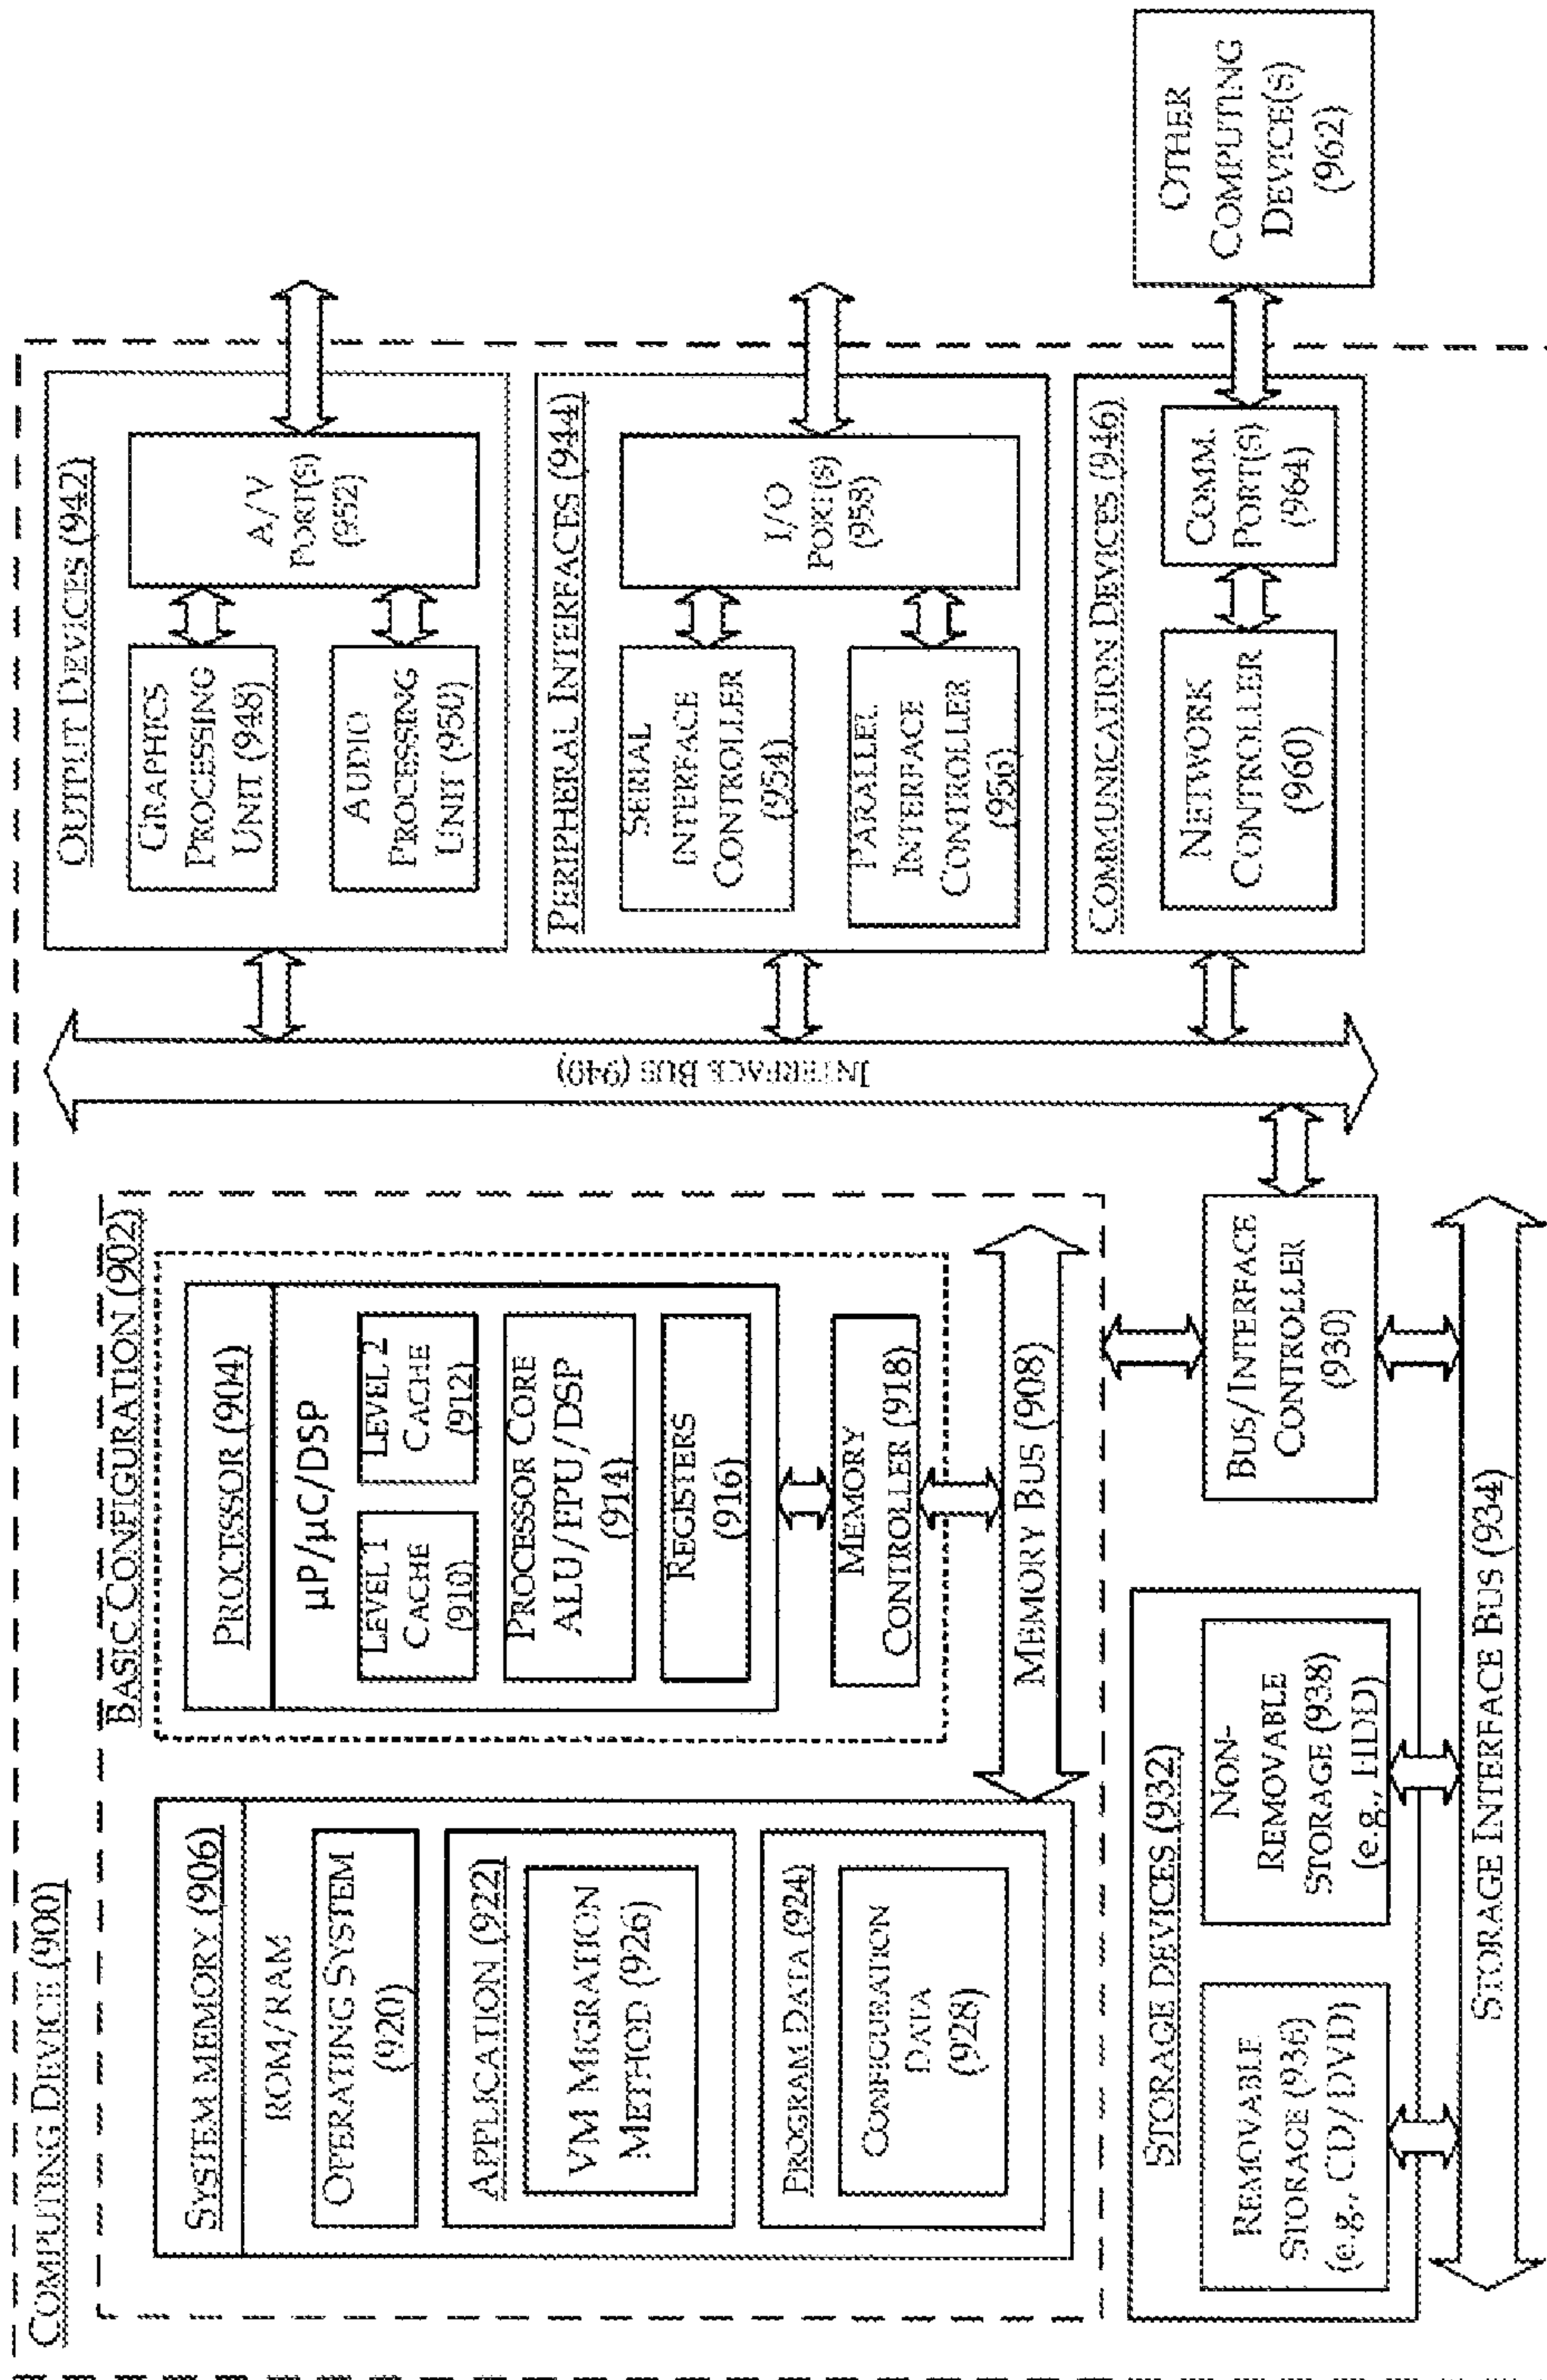 COMPUTING DEVICE (900)
BASIC CONFIGURATION (902)
SYSTEM MEMORY (906)
ROM/RAM
OPERATING SYSTEM
(920)
APPLICATION (922)
VM MIGRATION
METHOD (926)
PROGRAM DATA (924)
CONFIGURATION
DATA
(928)
PROCESSOR (904)
µP/µC/DSP
LEVEL 1
CACHE
(910)
LEVEL 2
CACHE
(912)
PROCESSOR CORE
ALU/FPU/DSP
(914)
REGISTERS
(916)
MEMORY
CONTROLLER (918)
MEMORY BUS (908)
STORAGE DEVICES (932)
REMOVABLE
STORAGE (936)
(e.g., CD/DVD)
NON-
REMOVABLE
STORAGE (938)
(e.g., HDD)
BUS/INTERFACE
CONTROLLER
(930)
STORAGE INTERFACE BUS (934)
INTERFACE BUS (940)
OUTPUT DEVICES (942)
GRAPHICS
PROCESSING
UNIT (948)
AUDIO
PROCESSING
UNIT (950)
A/V
PORT(S)
(952)
PERIPHERAL INTERFACES (944)
SERIAL
INTERFACE
CONTROLLER
(954)
PARALLEL
INTERFACE
CONTROLLER
(956)
I/O
PORT(S)
(958)
COMMUNICATION DEVICES (946)
NETWORK
CONTROLLER
(960)
COMM.
PORT(S)
(964)
OTHER
COMPUTING
DEVICE(S)
(962)